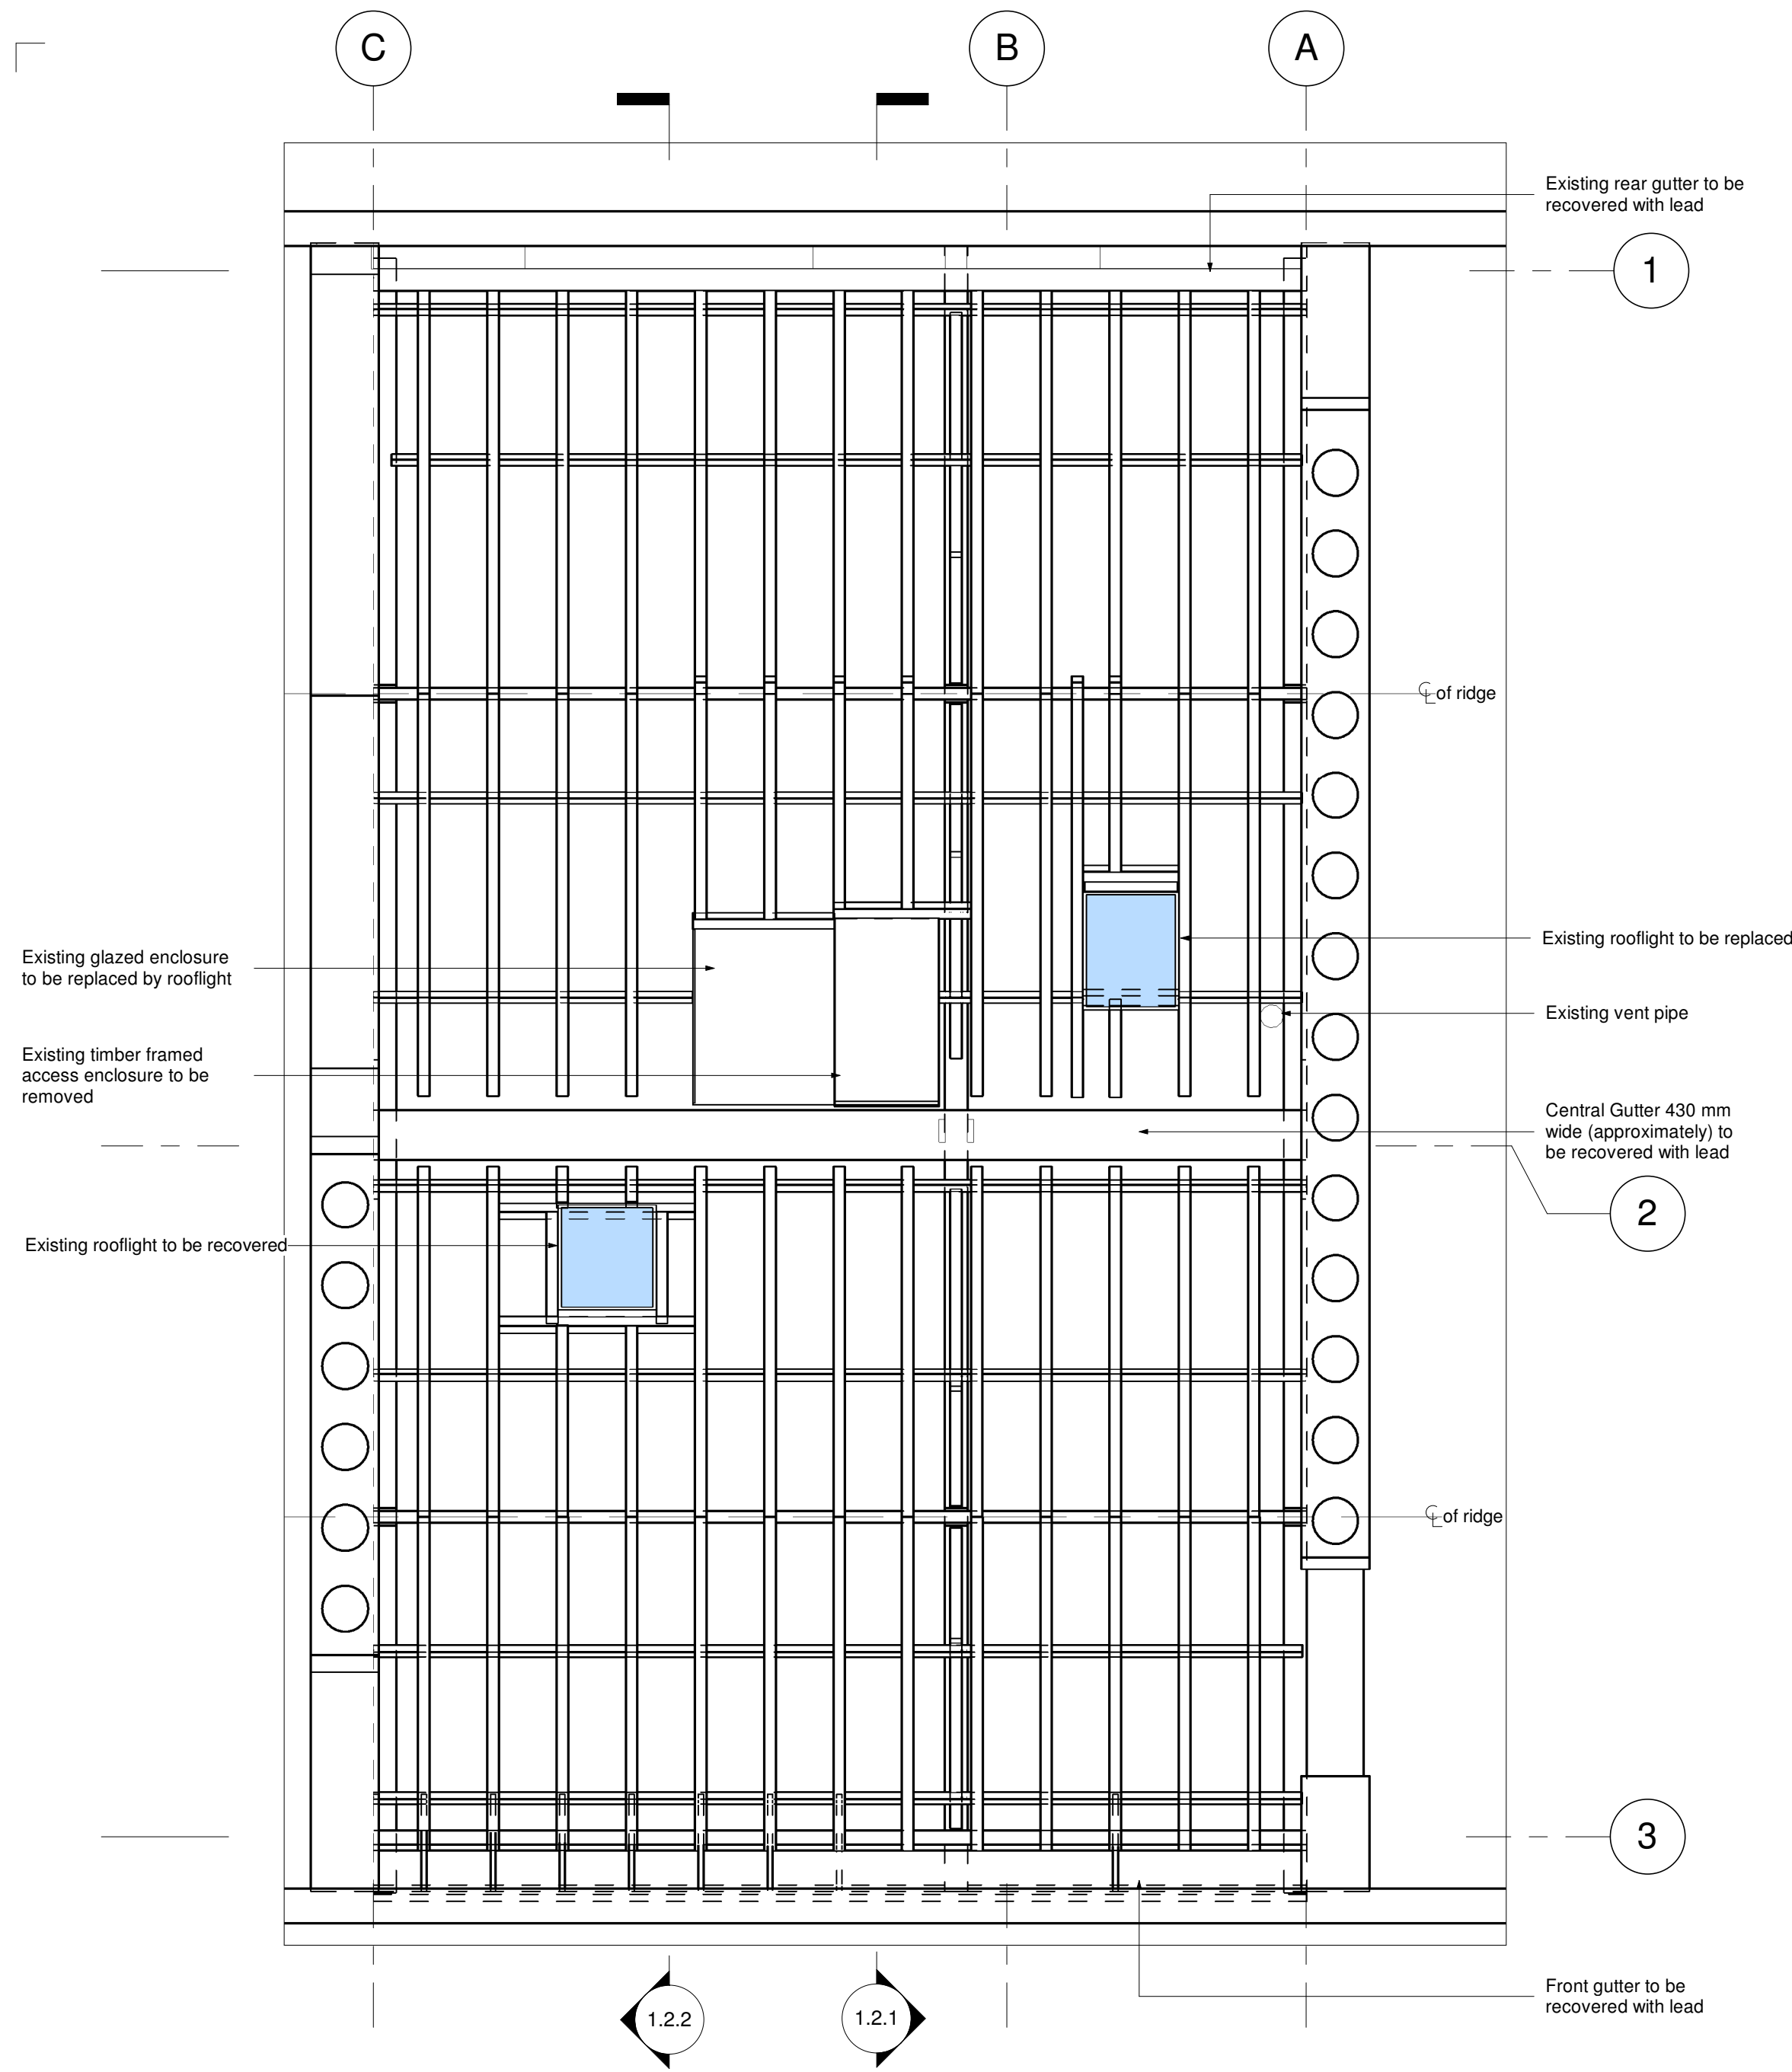 C
B
A
Existing rear gutter to be
recovered with lead
1
℄ of ridge
Existing glazed enclosure
to be replaced by rooflight
Existing rooflight to be replaced
Existing vent pipe
Existing timber framed
access enclosure to be
removed
Central Gutter 430 mm
wide (approximately) to
be recovered with lead
2
Existing rooflight to be recovered
℄ of ridge
3
Front gutter to be
recovered with lead
1.2.2
1.2.1